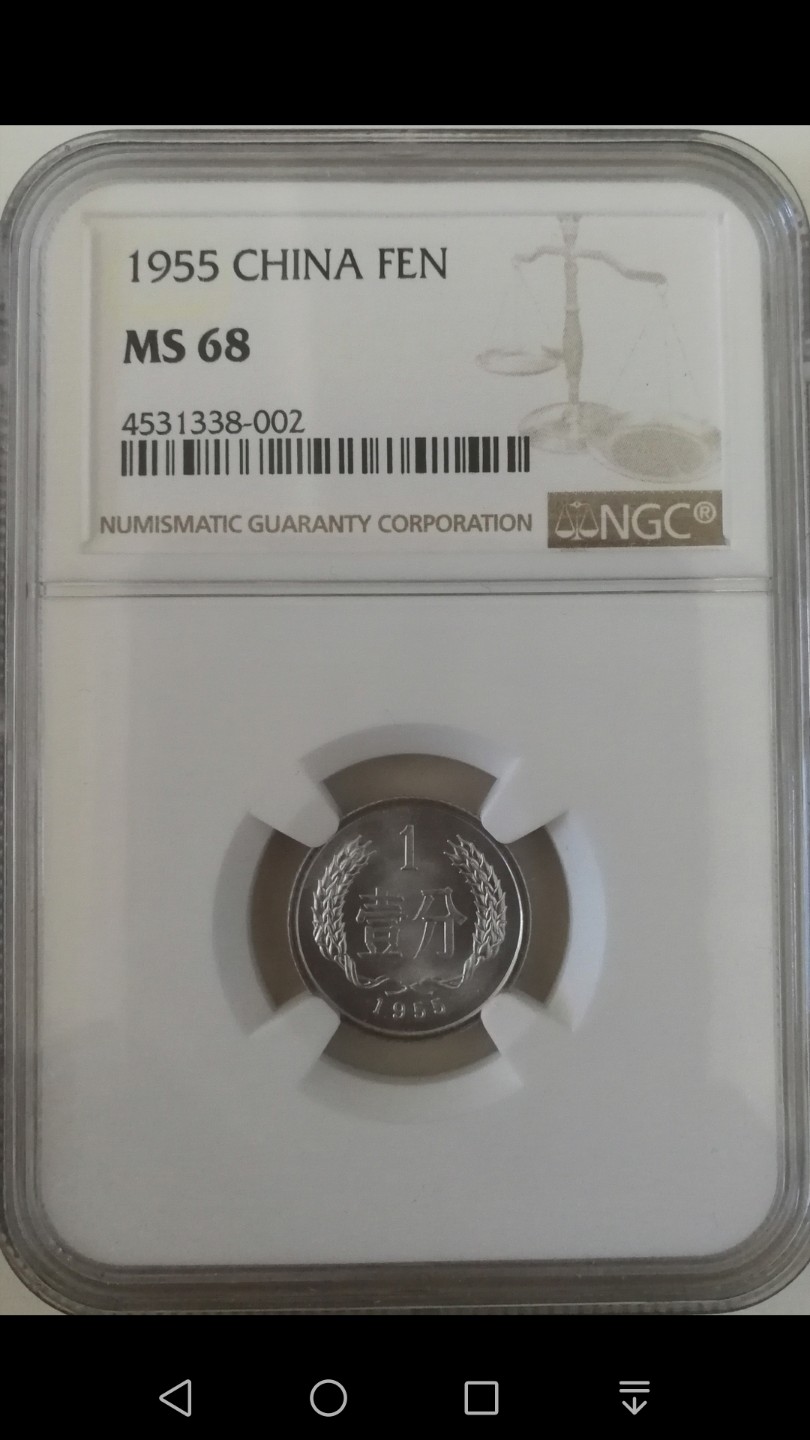 1955 CHINA FEN
MS 68
4531338-002
NUMISMATIC GUARANTY CORPORATION
NGC®
1
壹分
1955